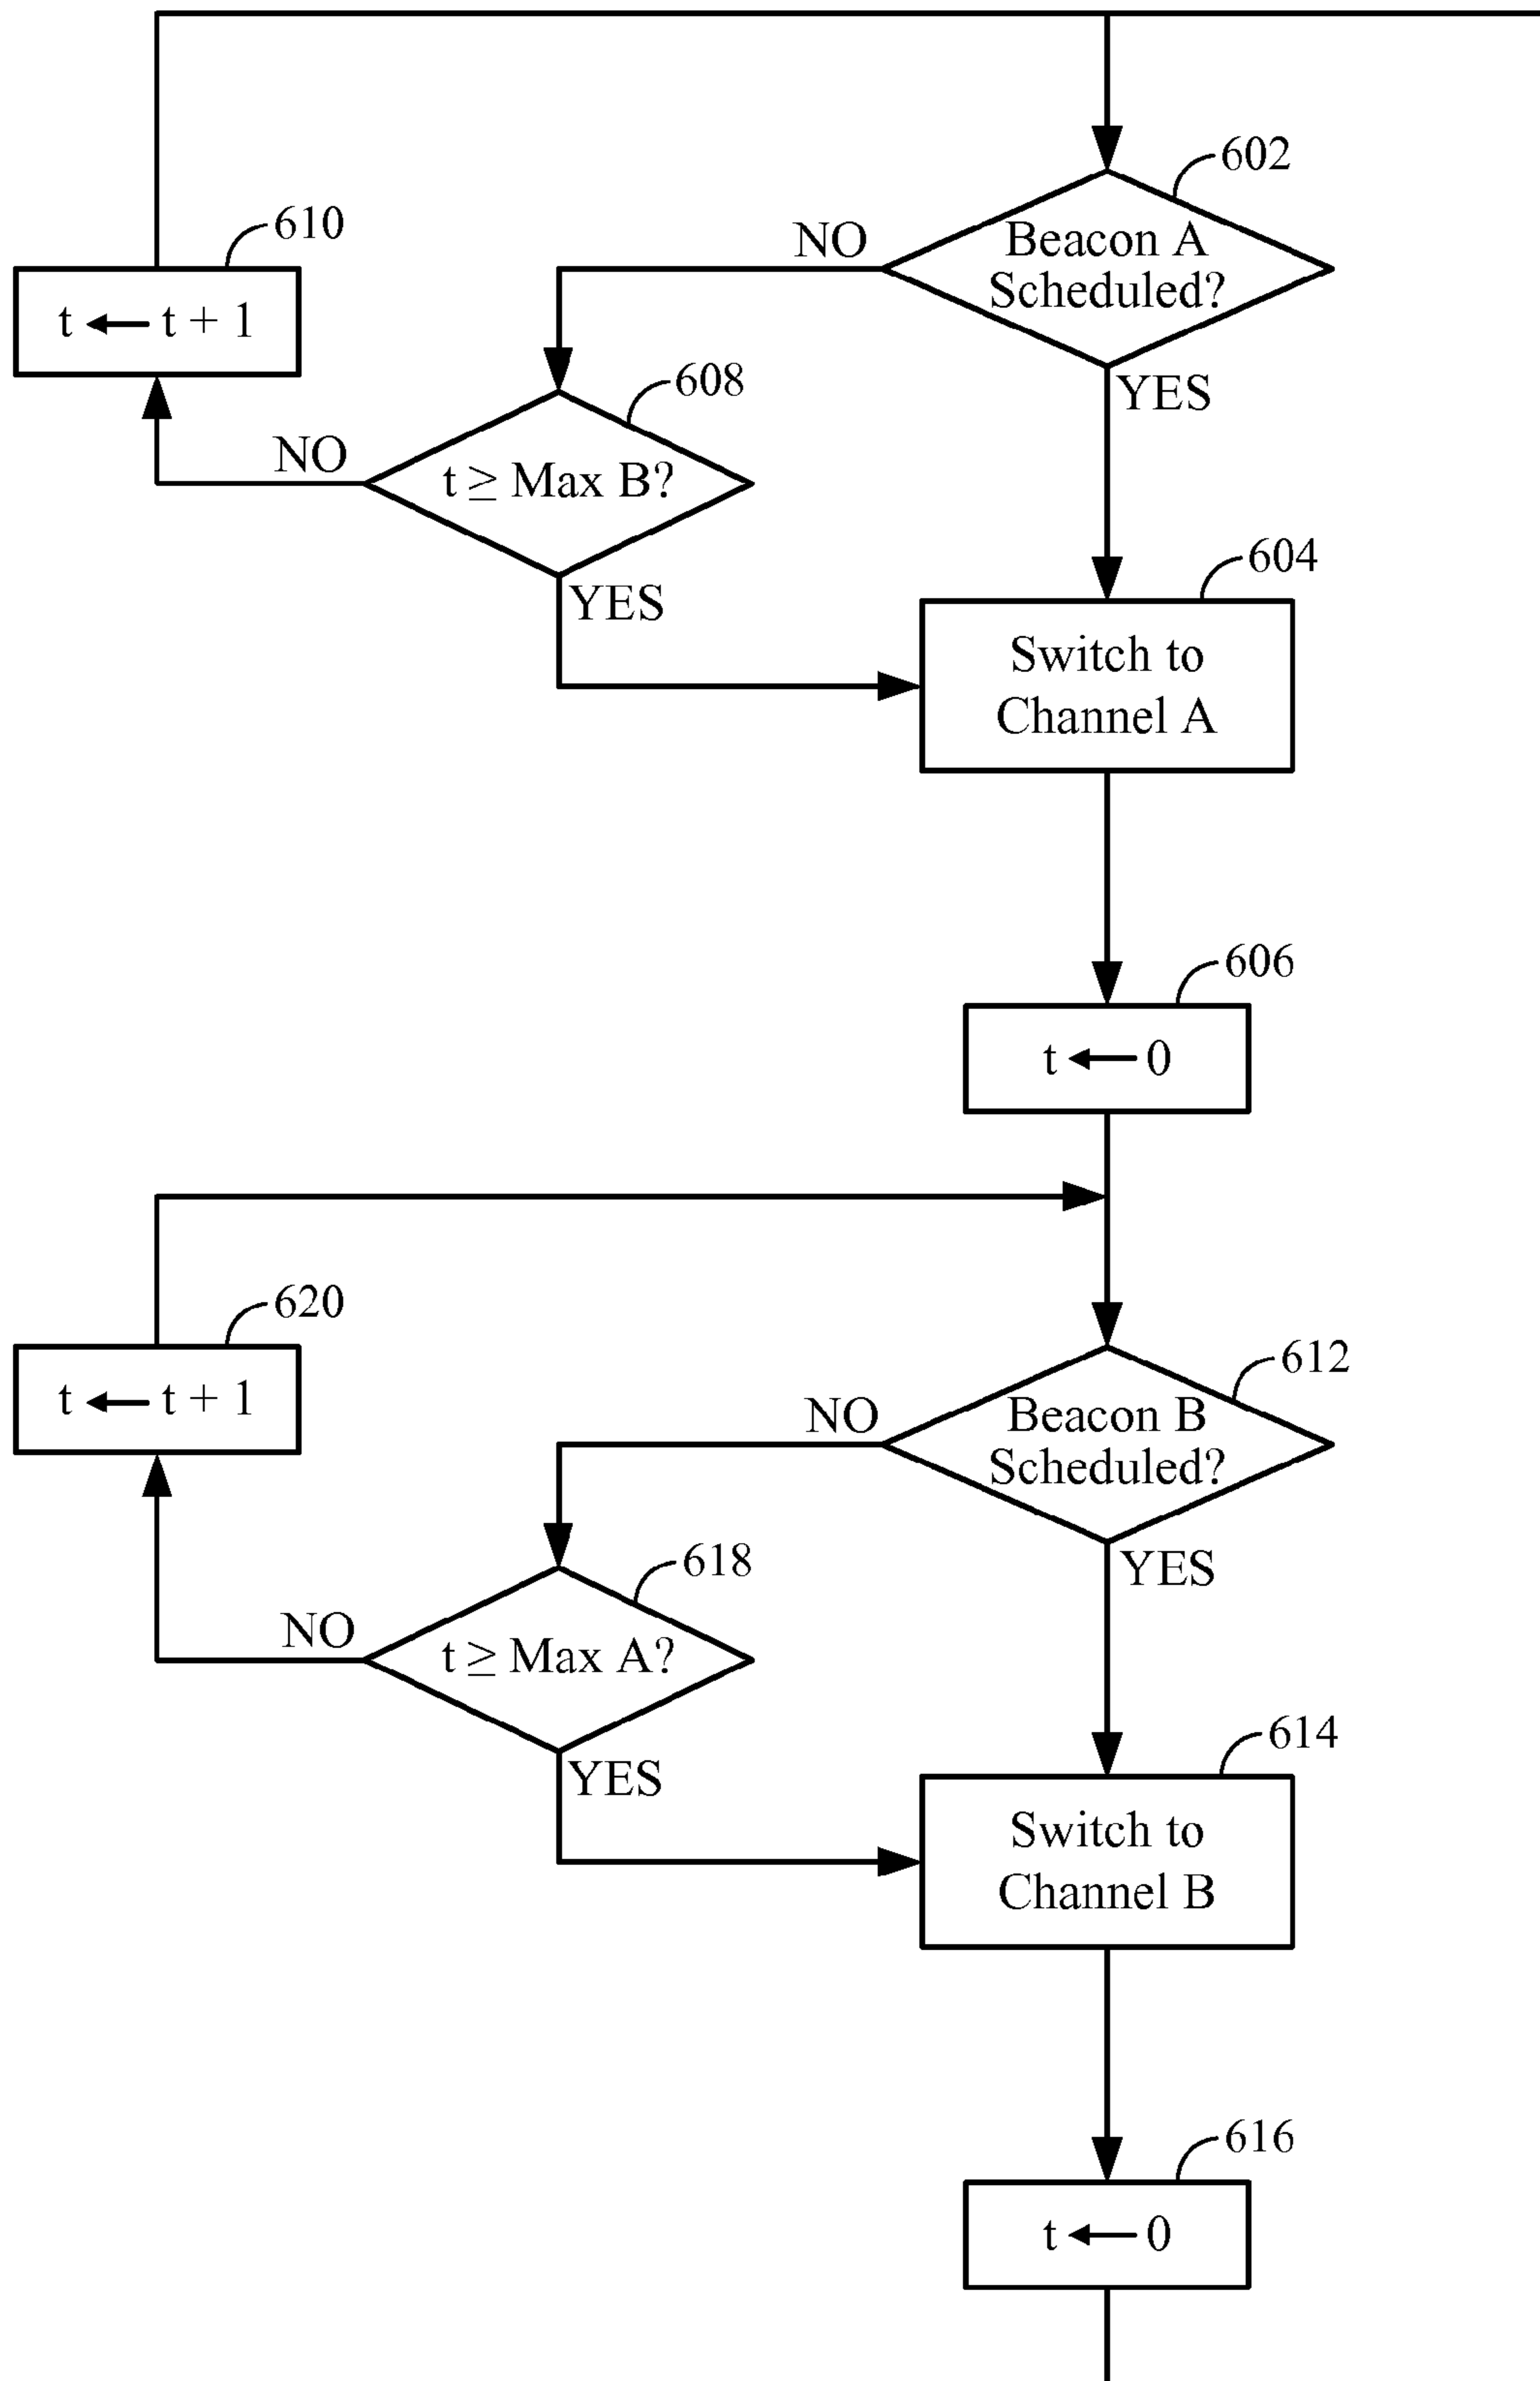 602
Beacon A
Scheduled?
NO
YES
610
t ← t + 1
608
t ≥ Max B?
NO
YES
604
Switch to
Channel A
606
t ← 0
620
t ← t + 1
612
Beacon B
Scheduled?
NO
YES
618
t ≥ Max A?
NO
YES
614
Switch to
Channel B
616
t ← 0